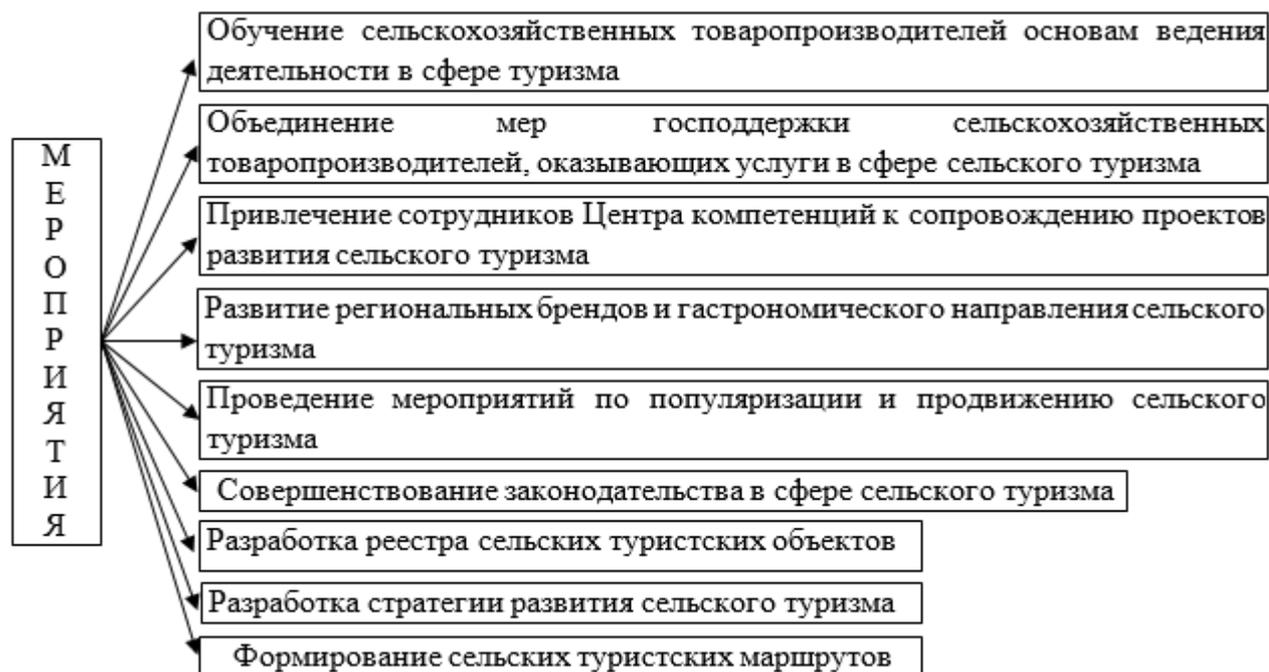 МЕРОПРИЯТИЯ
Обучение сельскохозяйственных товаропроизводителей основам ведения
деятельности в сфере туризма
Объединение мер господдержки сельскохозяйственных
товаропроизводителей, оказывающих услуги в сфере сельского туризма
Привлечение сотрудников Центра компетенций к сопровождению проектов
развития сельского туризма
Развитие региональных брендов и гастрономического направления сельского
туризма
Проведение мероприятий по популяризации и продвижению сельского
туризма
Совершенствование законодательства в сфере сельского туризма
Разработка реестра сельских туристских объектов
Разработка стратегии развития сельского туризма
Формирование сельских туристских маршрутов